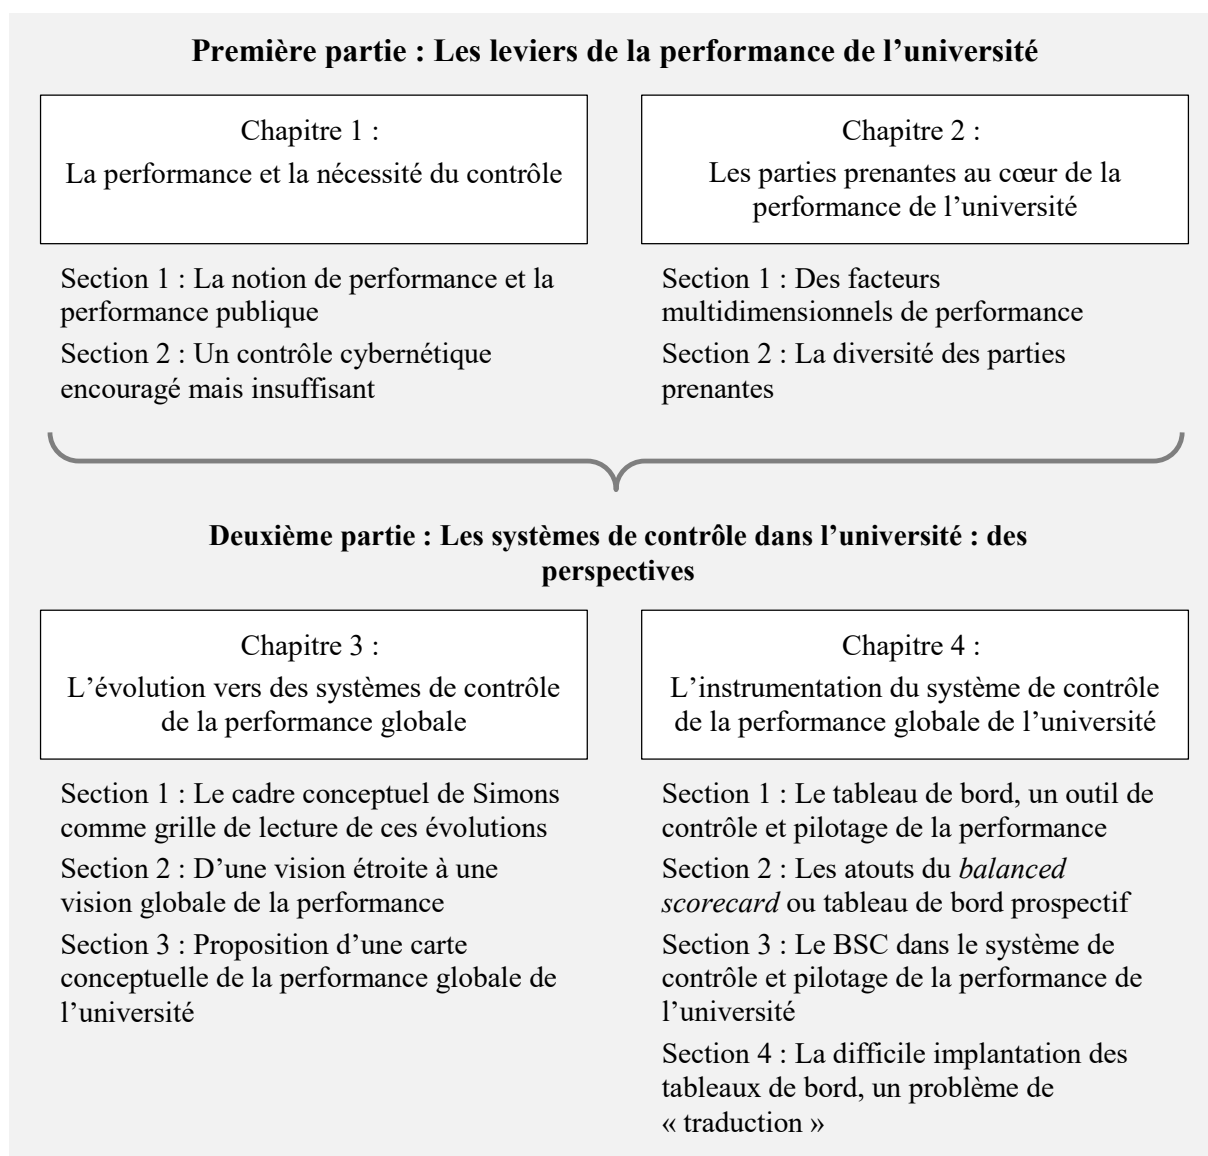 Première partie : Les leviers de la performance de l’université
Chapitre 1 :
La performance et la nécessité du contrôle
Section 1 : La notion de performance et la
performance publique
Section 2 : Un contrôle cybernétique
encouragé mais insuffisant
Chapitre 2 :
Les parties prenantes au cœur de la
performance de l’université
Section 1 : Des facteurs
multidimensionnels de performance
Section 2 : La diversité des parties
prenantes
Deuxième partie : Les systèmes de contrôle dans l’université : des
perspectives
Chapitre 3 :
L’évolution vers des systèmes de contrôle
de la performance globale
Section 1 : Le cadre conceptuel de Simons
comme grille de lecture de ces évolutions
Section 2 : D’une vision étroite à une
vision globale de la performance
Section 3 : Proposition d’une carte
conceptuelle de la performance globale de
l’université
Chapitre 4 :
L’instrumentation du système de contrôle
de la performance globale de l’université
Section 1 : Le tableau de bord, un outil de
contrôle et pilotage de la performance
Section 2 : Les atouts du balanced
scorecard ou tableau de bord prospectif
Section 3 : Le BSC dans le système de
contrôle et pilotage de la performance de
l’université
Section 4 : La difficile implantation des
tableaux de bord, un problème de
« traduction »